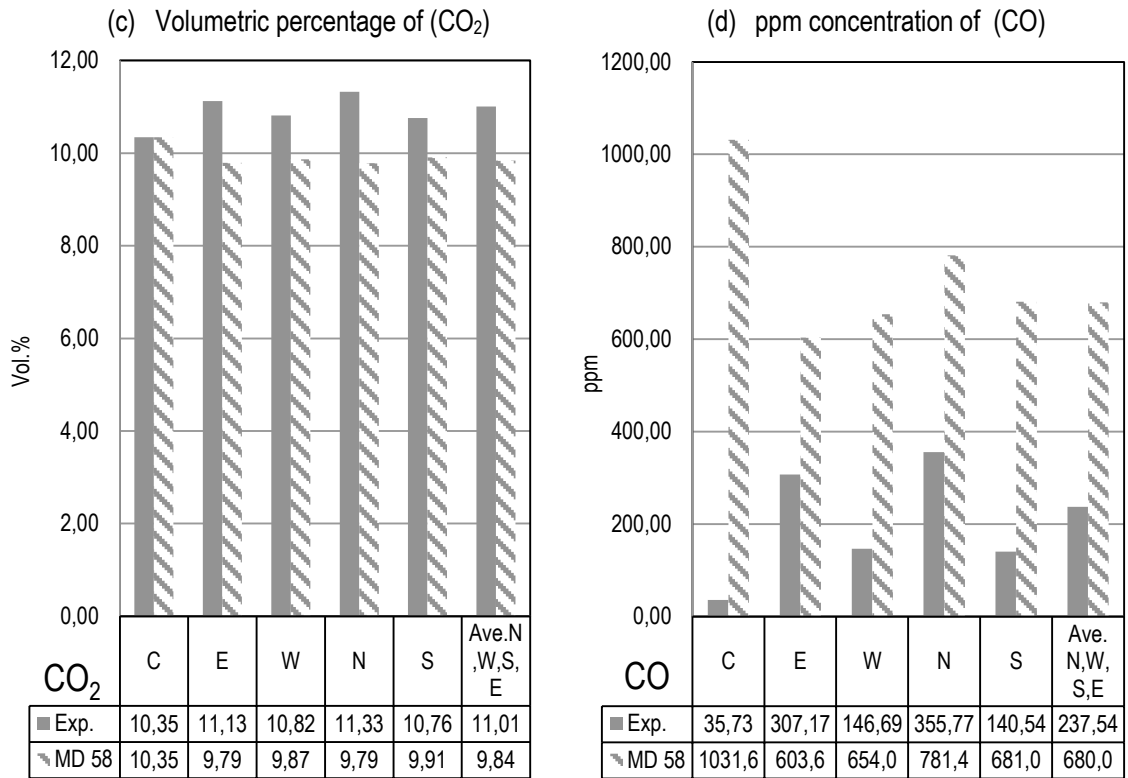 (c) Volumetric percentage of (CO₂)
12,00
10,00
8,00
6,00
4,00
2,00
0,00
Vol.%
CO₂ C E W N S Ave.N
,W,S,
E
Exp. 10,35 11,13 10,82 11,33 10,76 11,01
MD 58 10,35 9,79 9,87 9,79 9,91 9,84
(d) ppm concentration of (CO)
1200,00
1000,00
800,00
600,00
400,00
200,00
0,00
ppm
CO C E W N S Ave.
N,W,
S,E
Exp. 35,73 307,17 146,69 355,77 140,54 237,54
MD 58 1031,6 603,6 654,0 781,4 681,0 680,0